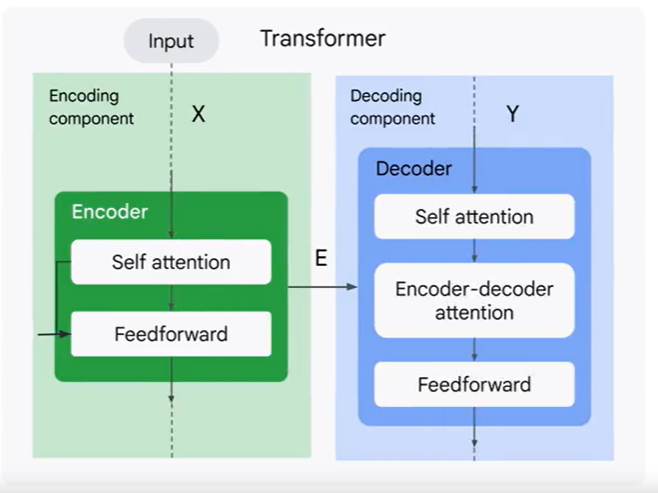 Input
Transformer
Encoding
component
X
Encoder
Self attention
Feedforward
E
Decoding
component
Y
Decoder
Self attention
Encoder-decoder
attention
Feedforward